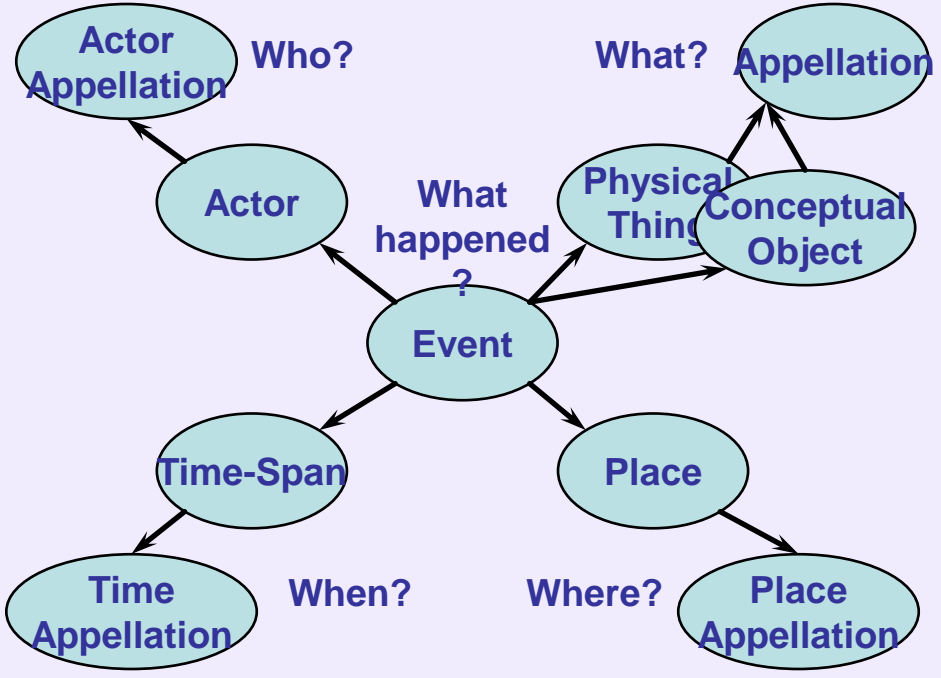 Actor
Appellation
Who?
What?
Appellation
Actor
What
happened
?
Physical
Thing
Conceptual
Object
Event
Time-Span
Place
Time
Appellation
When?
Where?
Place
Appellation